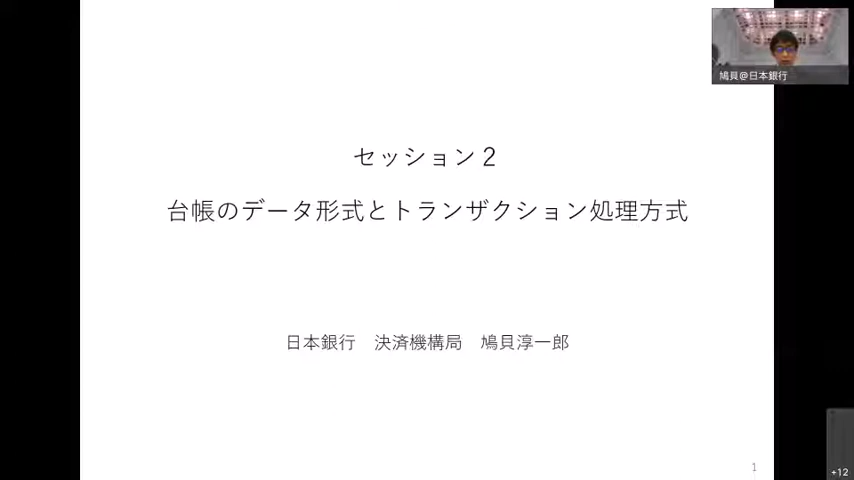 鳩貝@日本銀行
セッション２
台帳のデータ形式とトランザクション処理方式
日本銀行　決済機構局　鳩貝淳一郎
1
+12